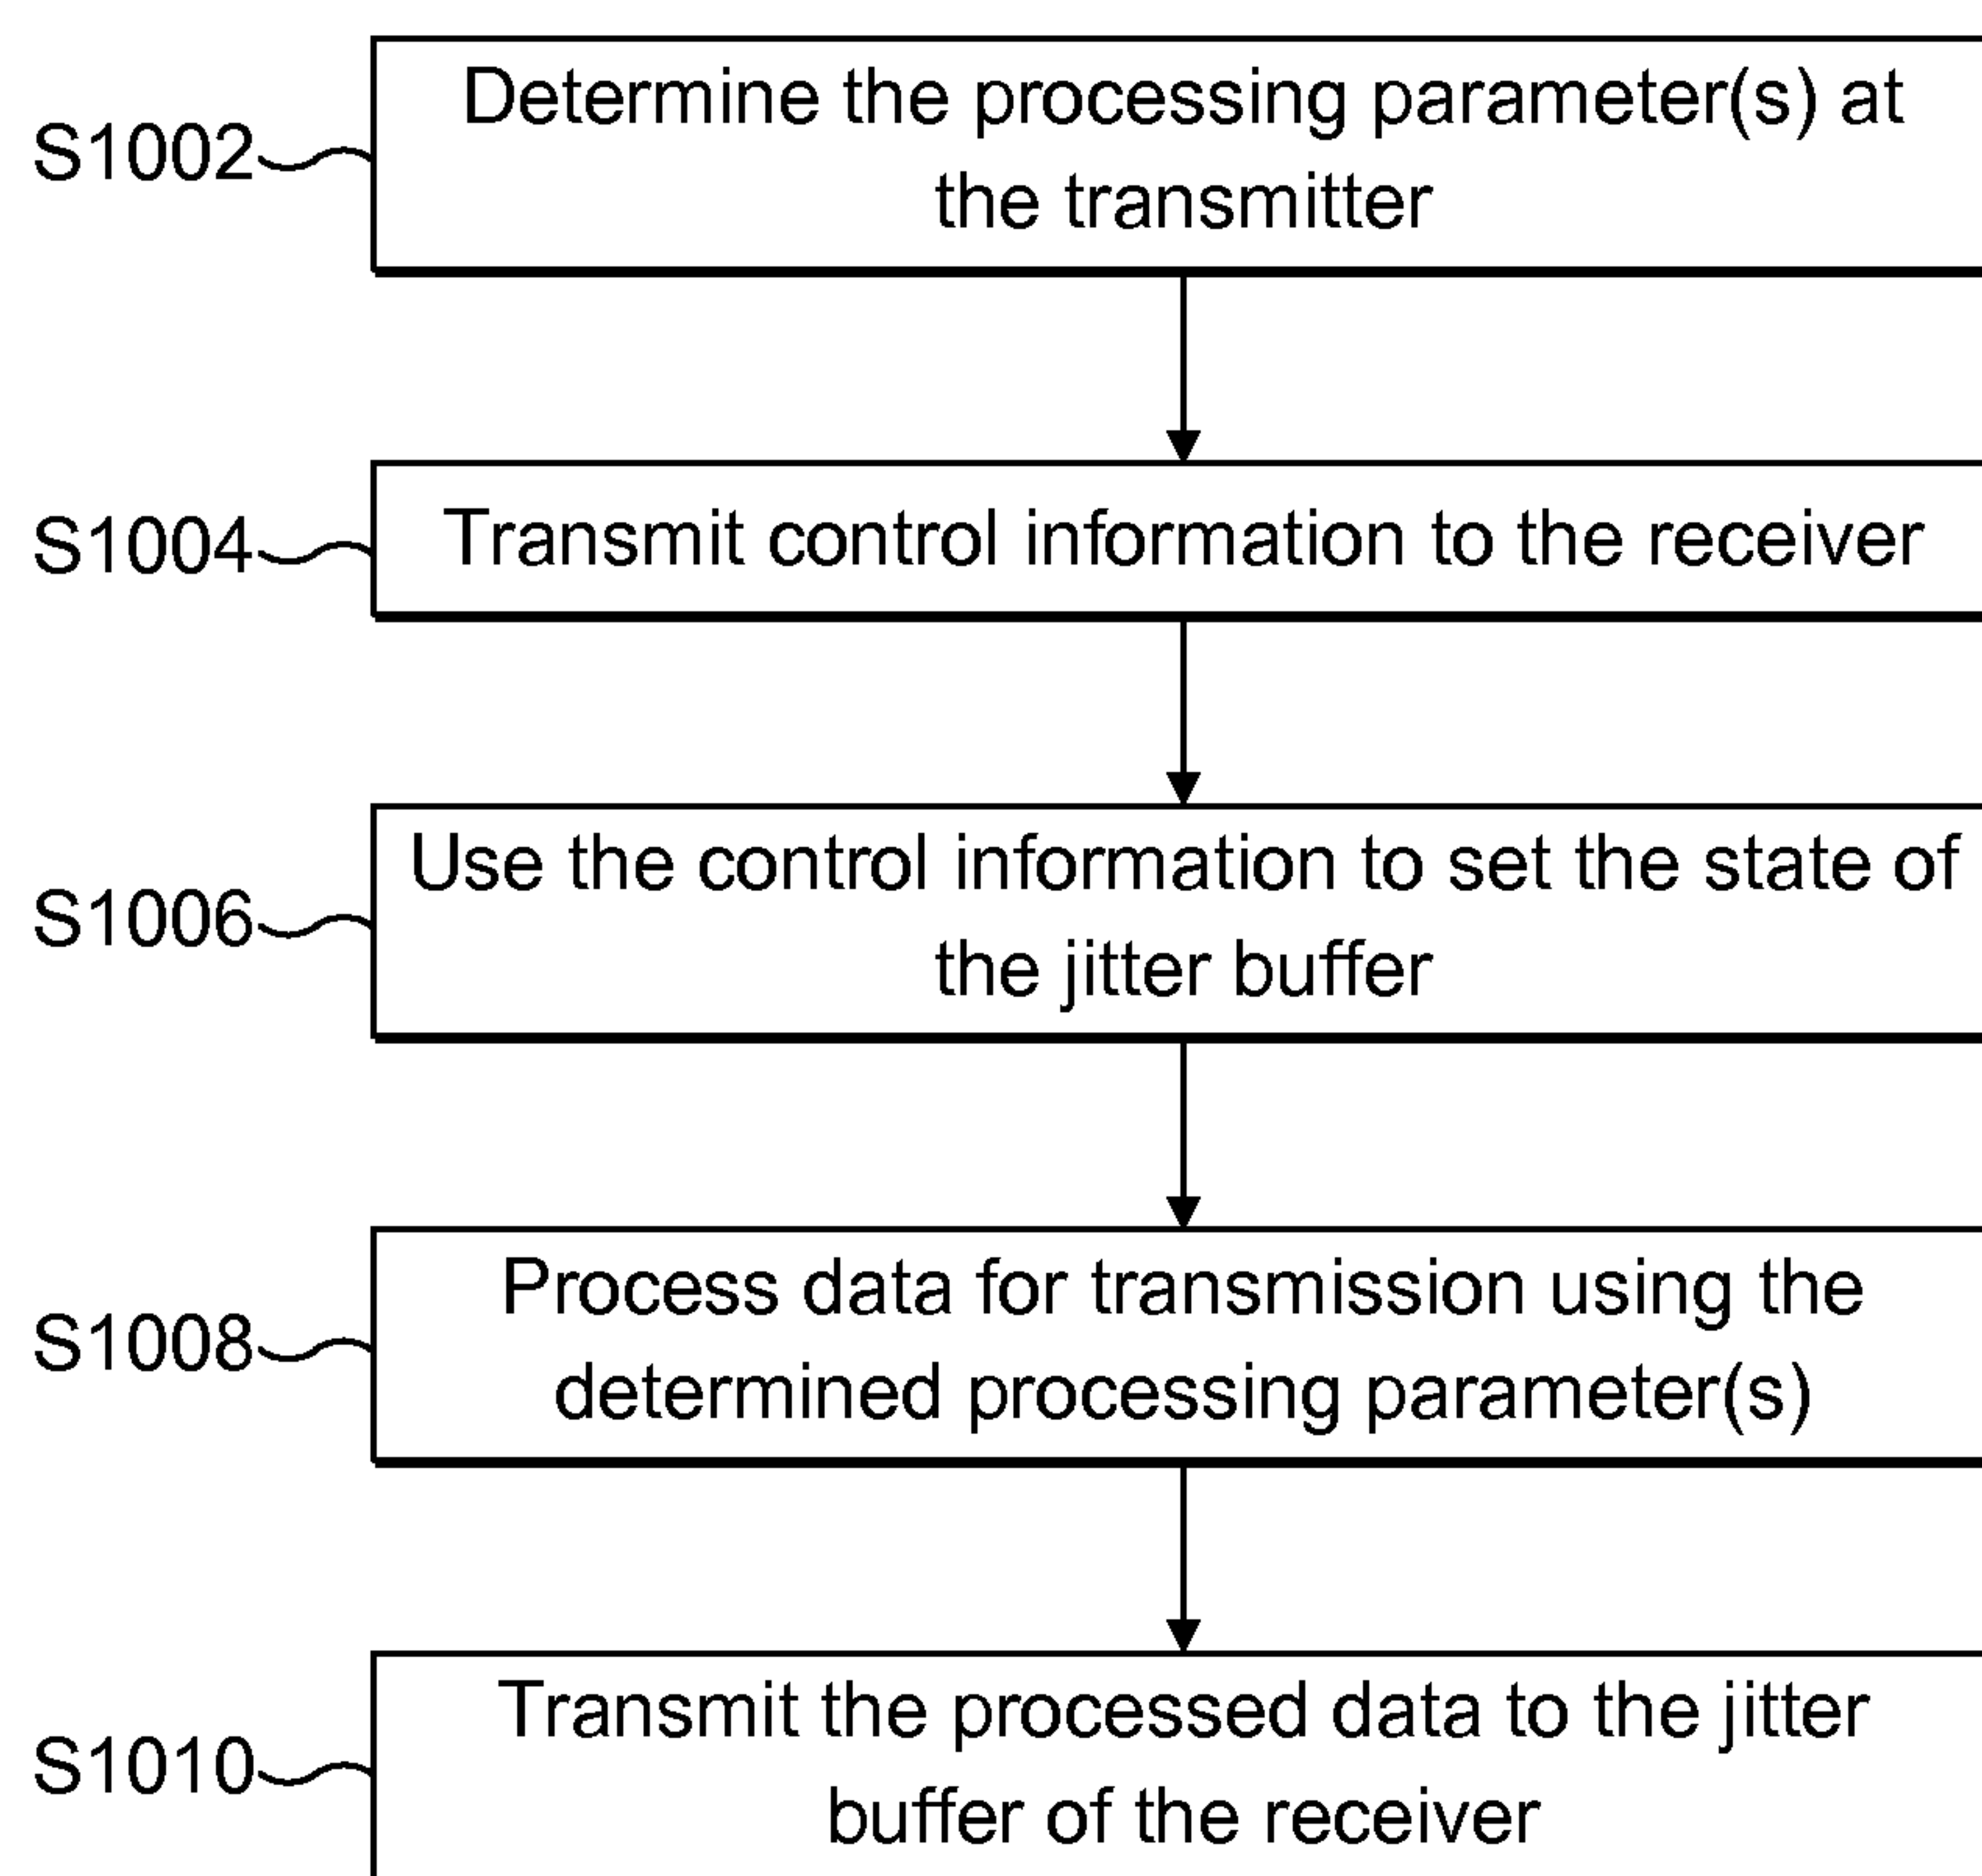 S1002
Determine the processing parameter(s) at
the transmitter
S1004
Transmit control information to the receiver
S1006
Use the control information to set the state of
the jitter buffer
S1008
Process data for transmission using the
determined processing parameter(s)
S1010
Transmit the processed data to the jitter
buffer of the receiver